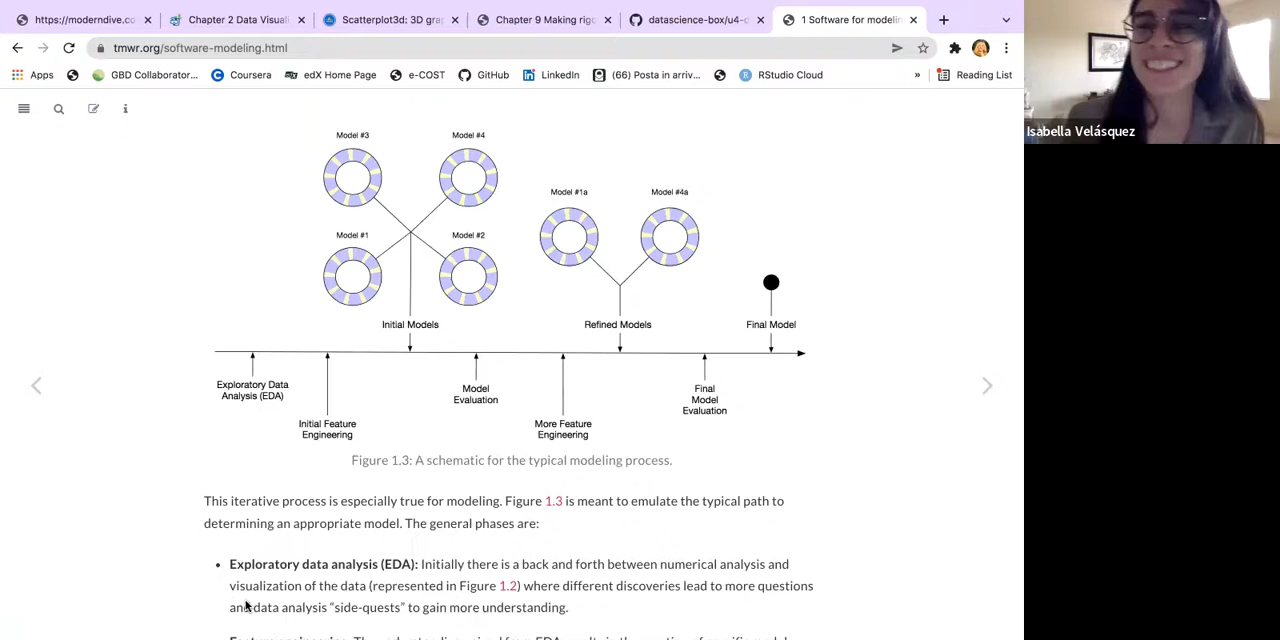 https://moderndive.co
Chapter 2 Data Visuali
Scatterplot3d: 3D gra
Chapter 9 Making rigo
datascience-box/u4-d
1 Software for modelin
tmwr.org/software-modeling.html
Apps
GBD Collaborator...
Coursera
edX Home Page
e-COST
GitHub
LinkedIn
(66) Posta in arriv...
RStudio Cloud
»
Reading List
Isabella Velásquez
Model #3
Model #4
Model #1a
Model #4a
Model #1
Model #2
Initial Models
Refined Models
Final Model
Exploratory Data
Analysis (EDA)
Model
Evaluation
Final
Model
Evaluation
Initial Feature
Engineering
More Feature
Engineering
Figure 1.3: A schematic for the typical modeling process.
This iterative process is especially true for modeling. Figure 1.3 is meant to emulate the typical path to
determining an appropriate model. The general phases are:
• Exploratory data analysis (EDA): Initially there is a back and forth between numerical analysis and
visualization of the data (represented in Figure 1.2) where different discoveries lead to more questions
and data analysis “side-quests” to gain more understanding.